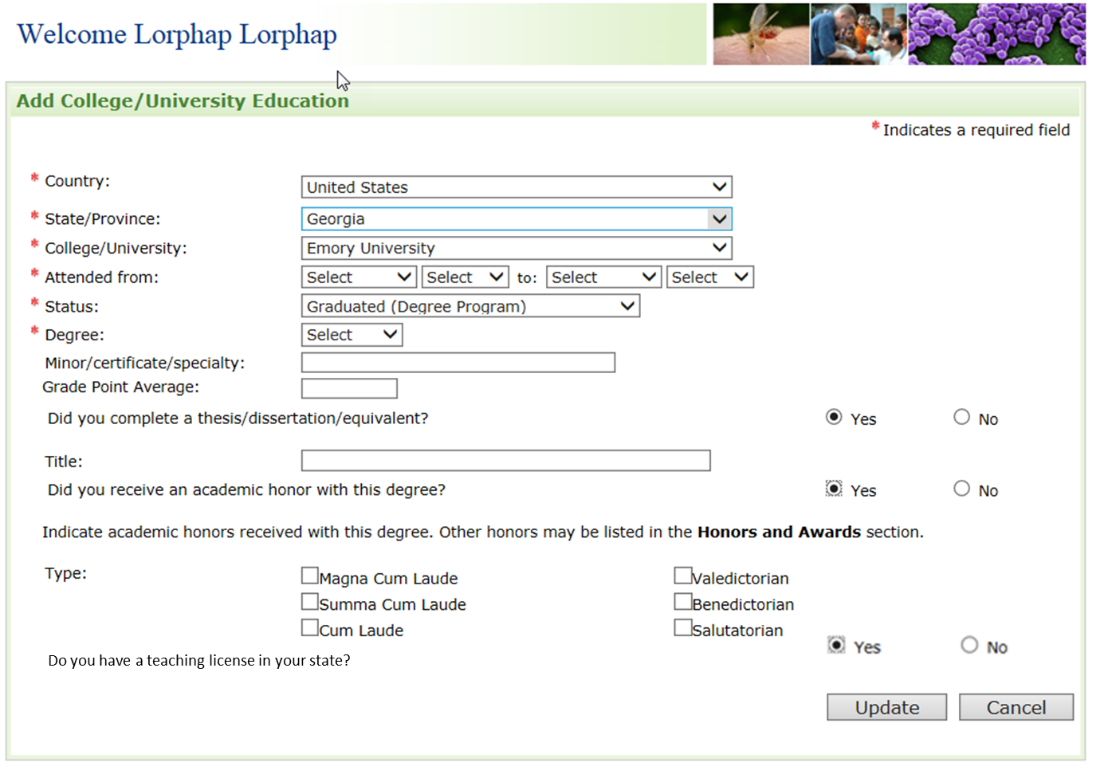 Welcome Lorphap Lorphap
Add College/University Education
* Indicates a required field
* Country: United States
* State/Province: Georgia
* College/University: Emory University
* Attended from: Select Select to: Select Select
* Status: Graduated (Degree Program)
* Degree: Select
Minor/certificate/specialty:
Grade Point Average:
Did you complete a thesis/dissertation/equivalent? Yes No
Title:
Did you receive an academic honor with this degree? Yes No
Indicate academic honors received with this degree. Other honors may be listed in the Honors and Awards section.
Type: Magna Cum Laude Valedictorian
Summa Cum Laude Benedictorian
Cum Laude Salutatorian
Do you have a teaching license in your state? Yes No
Update Cancel